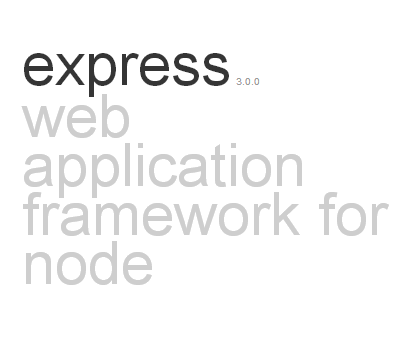 express 3.0.0
web
application
framework for
node